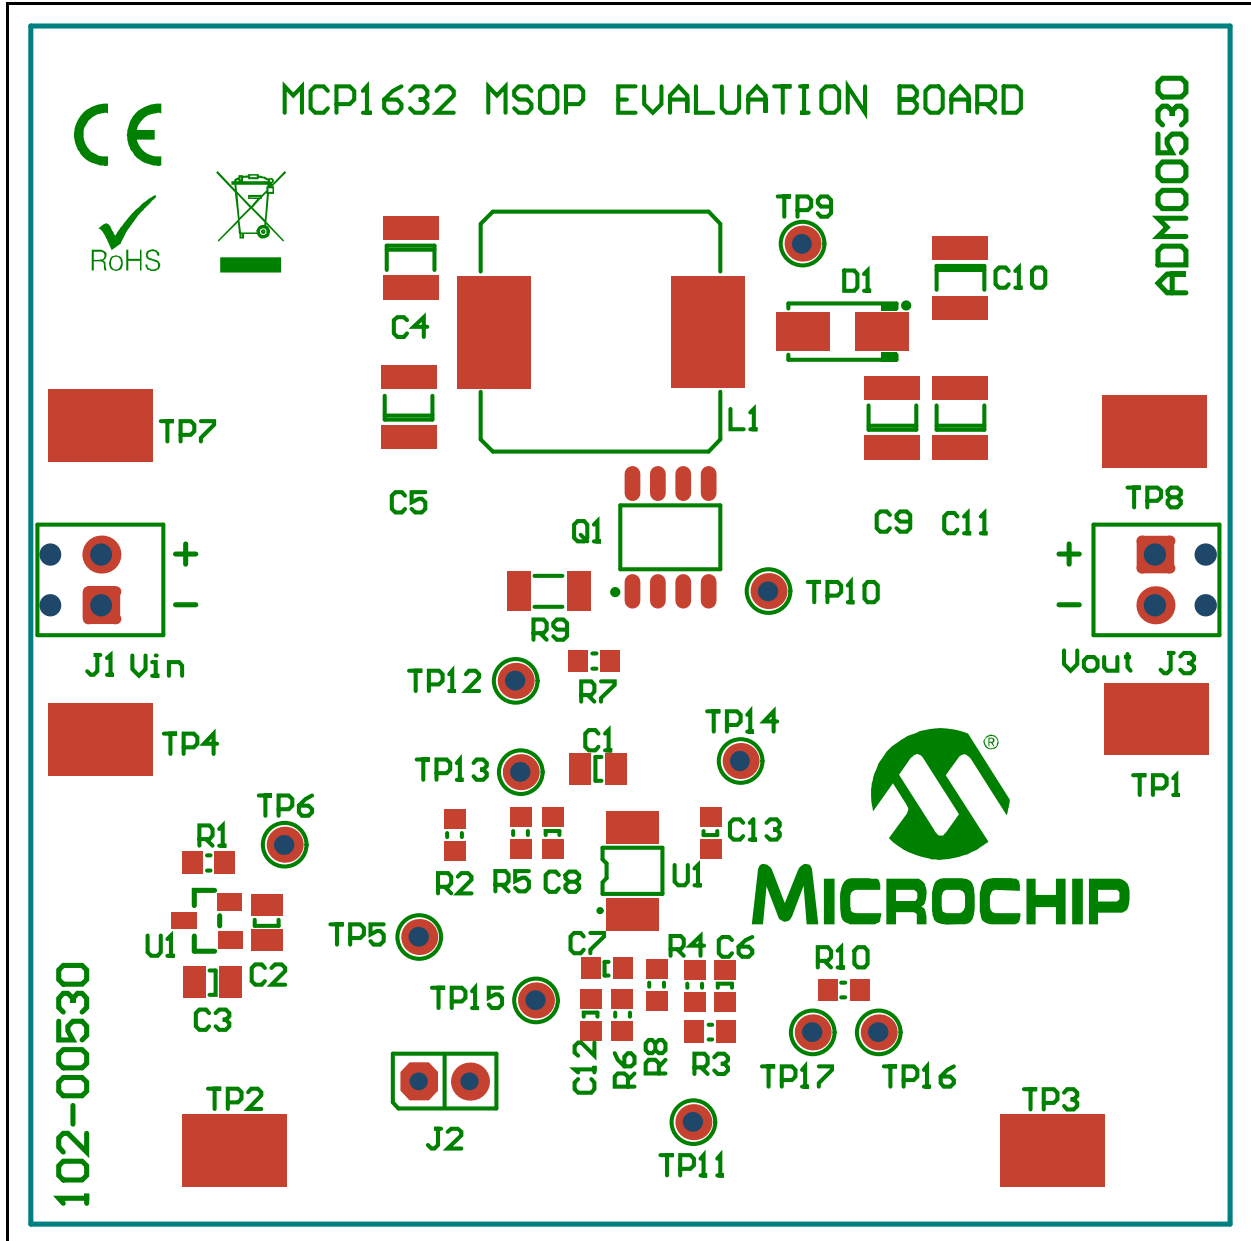 MCP1632 MSOP EVALUATION BOARD
ADM00530
CE
RoHS
TP9
D1
C10
C4
L1
TP7
C5
Q1
C9
C11
TP8
+
-
+
-
TP10
R9
J1 Vin
Vout J3
TP12
R7
TP14
TP4
C1
TP13
TP1
®
TP6
R1
C13
R2
R5
C8
U1
MICROCHIP
TP5
U1
C2
C7
R4
C6
R10
TP15
C3
C12
R6
R8
R3
TP17
TP16
102-00530
TP2
TP3
J2
TP11